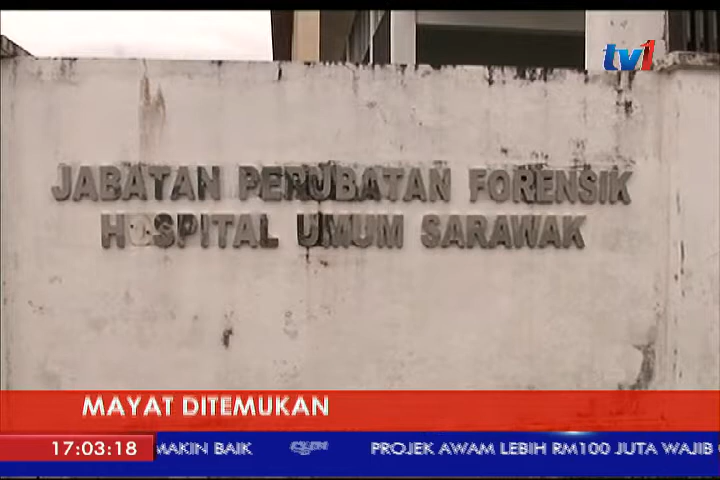 tv1
JABATAN PERUBATAN FORENSIK
HOSPITAL UMUM SARAWAK
MAYAT DITEMUKAN
17:03:18 MAKIN BAIK PROJEK AWAM LEBIH RM100 JUTA WAJIB